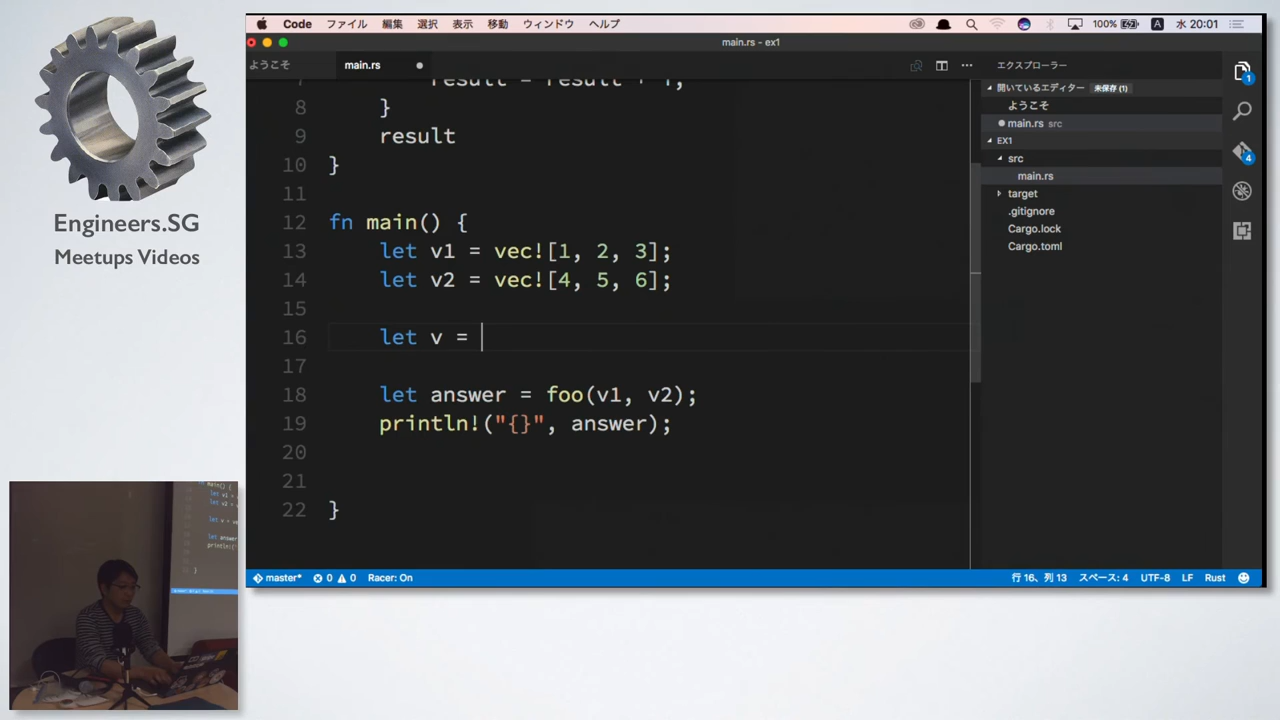 Engineers.SG
Meetups Videos
Code ファイル 編集 選択 表示 移動 ウィンドウ ヘルプ
100% A 水 20:01
main.rs - ex1
ようこそ
main.rs
エクスプローラー
開いているエディター 未保存 (1)
ようこそ
main.rs src
EX1
src
main.rs
target
.gitignore
Cargo.lock
Cargo.toml
1
4
7 result = result + 1;
8 }
9 result
10 }
11
12 fn main() {
13 let v1 = vec![1, 2, 3];
14 let v2 = vec![4, 5, 6];
15
16 let v =
17
18 let answer = foo(v1, v2);
19 println!("{}", answer);
20
21
22 }
master* 0 0 Racer: On
行 16、列 13 スペース: 4 UTF-8 LF Rust